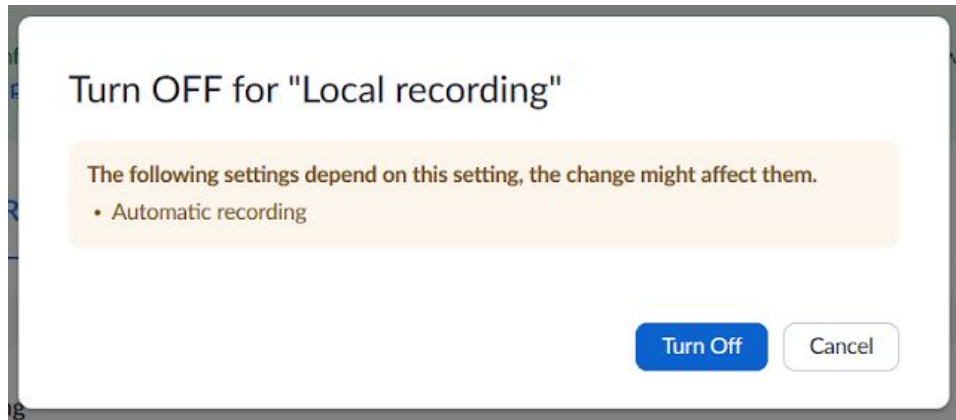 Turn OFF for "Local recording"
The following settings depend on this setting, the change might affect them.
• Automatic recording
Turn Off
Cancel